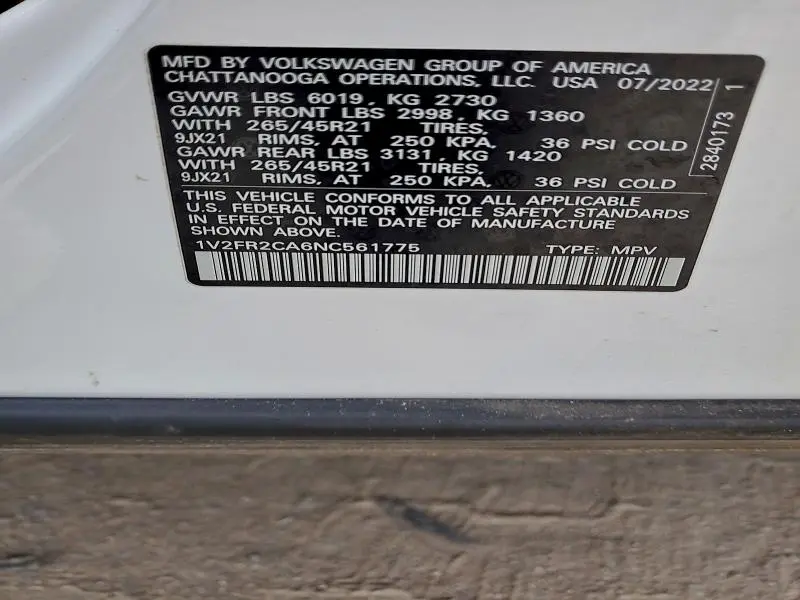 MFD BY VOLKSWAGEN GROUP OF AMERICA
CHATTANOOGA OPERATIONS, LLC. USA 07/2022
GVWR LBS 6019, KG 2730
GAWR FRONT LBS 2998, KG 1360
WITH 265/45R21 TIRES,
9JX21 RIMS, AT 250 KPA, 36 PSI COLD
GAWR REAR LBS 3131, KG 1420
WITH 265/45R21 TIRES,
9JX21 RIMS, AT 250 KPA, 36 PSI COLD
THIS VEHICLE CONFORMS TO ALL APPLICABLE
U.S. FEDERAL MOTOR VEHICLE SAFETY STANDARDS
IN EFFECT ON THE DATE OF MANUFACTURE
SHOWN ABOVE.
1V2FR2CA6NC561775 TYPE: MPV
2840173 1